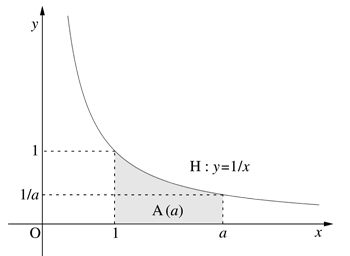 y
1
H : y=1/x
1/a
A (a)
O 1 a x